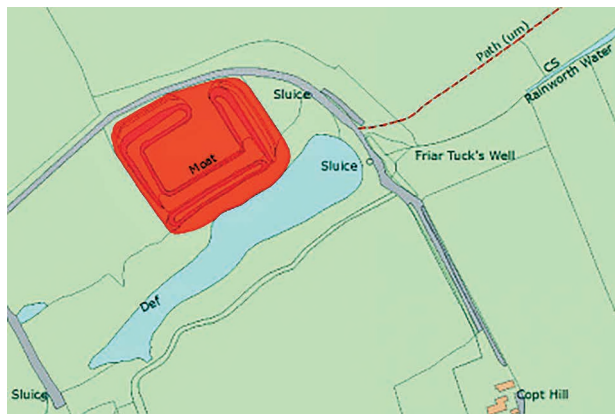 Path (um)
CS
Rainworth Water
Sluice
Moat
Sluice
Friar Tuck's Well
Def
Sluice
Copt Hill